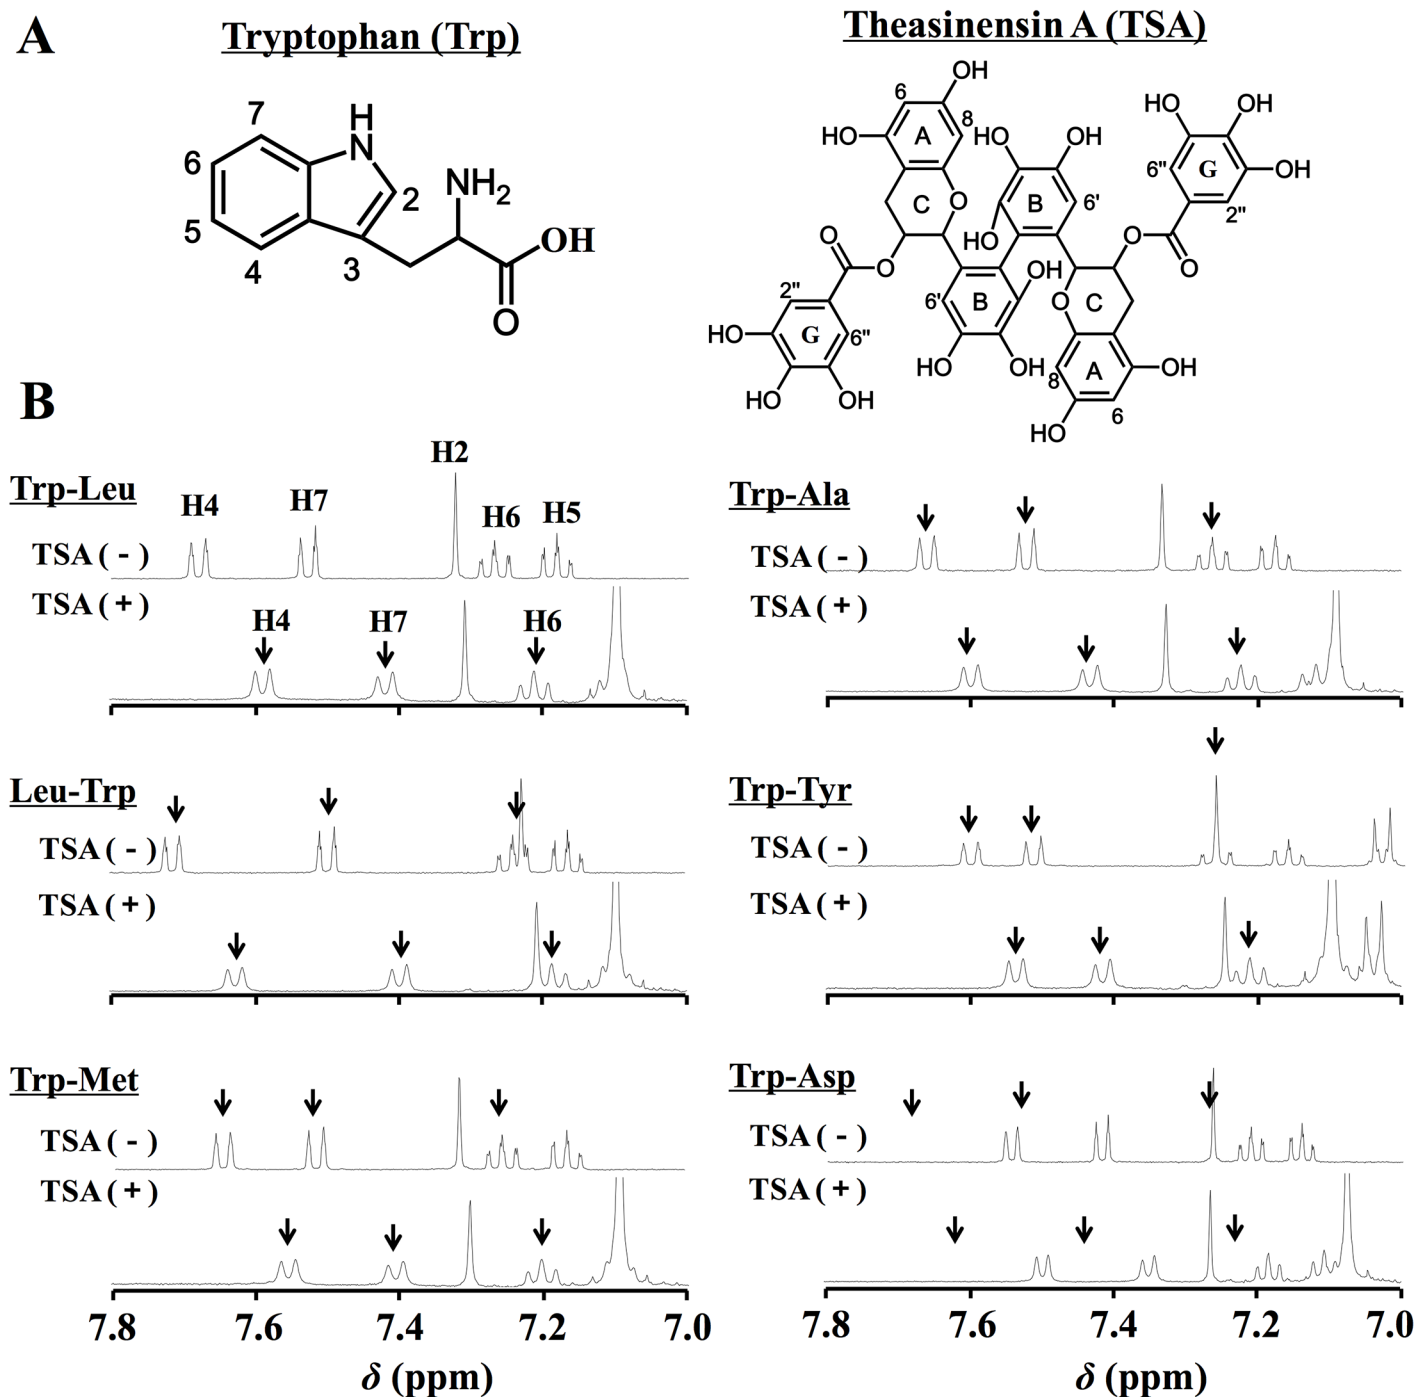 A
Tryptophan (Trp)
Theasinensin A (TSA)
7
H
N
6
NH2
2
5
OH
4
3
O
OH
6
8
HO
A
HO
OH
HO
OH
6"
G
OH
C
O
B
6'
2"
O
HO
O
O
O
OH
O
C
2"
6'
B
HO
G
6"
HO
OH
8
A
OH
HO
OH
6
HO
B
Trp-Leu
H4
H7
H2
H6
H5
TSA ( - )
TSA ( + )
H4
H7
H6
Trp-Ala
TSA ( - )
TSA ( + )
Leu-Trp
TSA ( - )
TSA ( + )
Trp-Tyr
TSA ( - )
TSA ( + )
Trp-Met
TSA ( - )
TSA ( + )
Trp-Asp
TSA ( - )
TSA ( + )
7.8 7.6 7.4 7.2 7.0
δ (ppm)
7.8 7.6 7.4 7.2 7.0
δ (ppm)